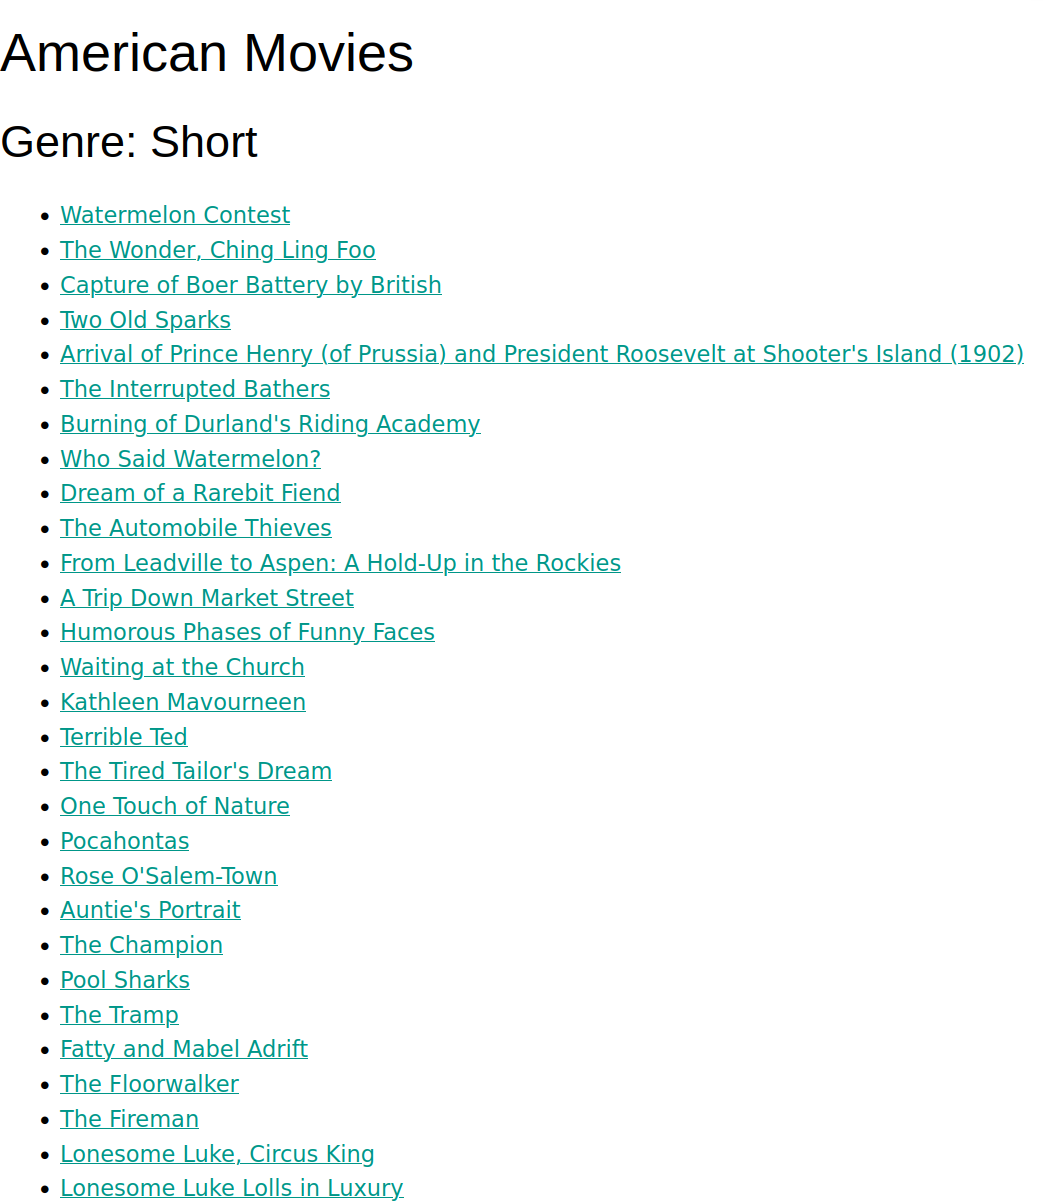 American Movies
Genre: Short
Watermelon Contest
The Wonder, Ching Ling Foo
Capture of Boer Battery by British
Two Old Sparks
Arrival of Prince Henry (of Prussia) and President Roosevelt at Shooter's Island (1902)
The Interrupted Bathers
Burning of Durland's Riding Academy
Who Said Watermelon?
Dream of a Rarebit Fiend
The Automobile Thieves
From Leadville to Aspen: A Hold-Up in the Rockies
A Trip Down Market Street
Humorous Phases of Funny Faces
Waiting at the Church
Kathleen Mavourneen
Terrible Ted
The Tired Tailor's Dream
One Touch of Nature
Pocahontas
Rose O'Salem-Town
Auntie's Portrait
The Champion
Pool Sharks
The Tramp
Fatty and Mabel Adrift
The Floorwalker
The Fireman
Lonesome Luke, Circus King
Lonesome Luke Lolls in Luxury